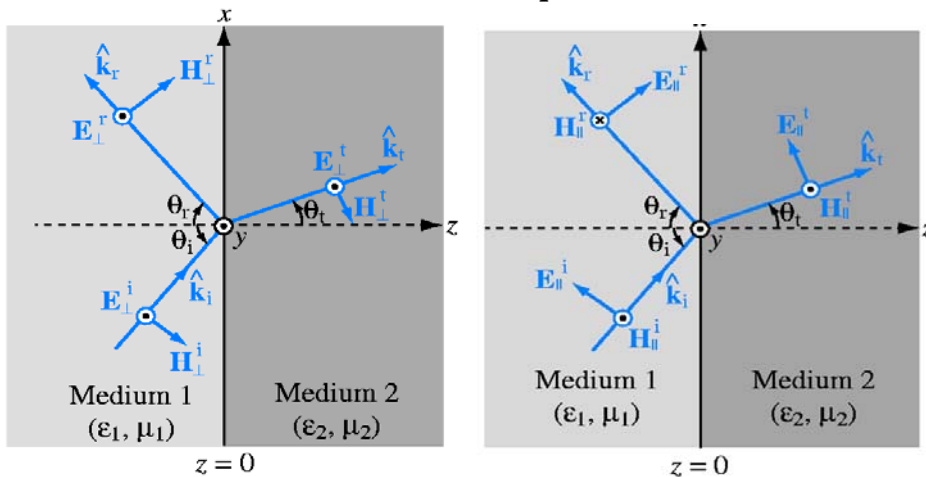 x
k̂r
H⊥r
E⊥r
E⊥t
k̂t
θr
θt
H⊥t
z
θi
y
E⊥i
k̂i
H⊥i
Medium 1
(ε1, μ1)
Medium 2
(ε2, μ2)
z = 0
k̂r
E∥r
H∥r
E∥t
k̂t
θr
θt
H∥t
z
θi
y
E∥i
k̂i
H∥i
Medium 1
(ε1, μ1)
Medium 2
(ε2, μ2)
z = 0